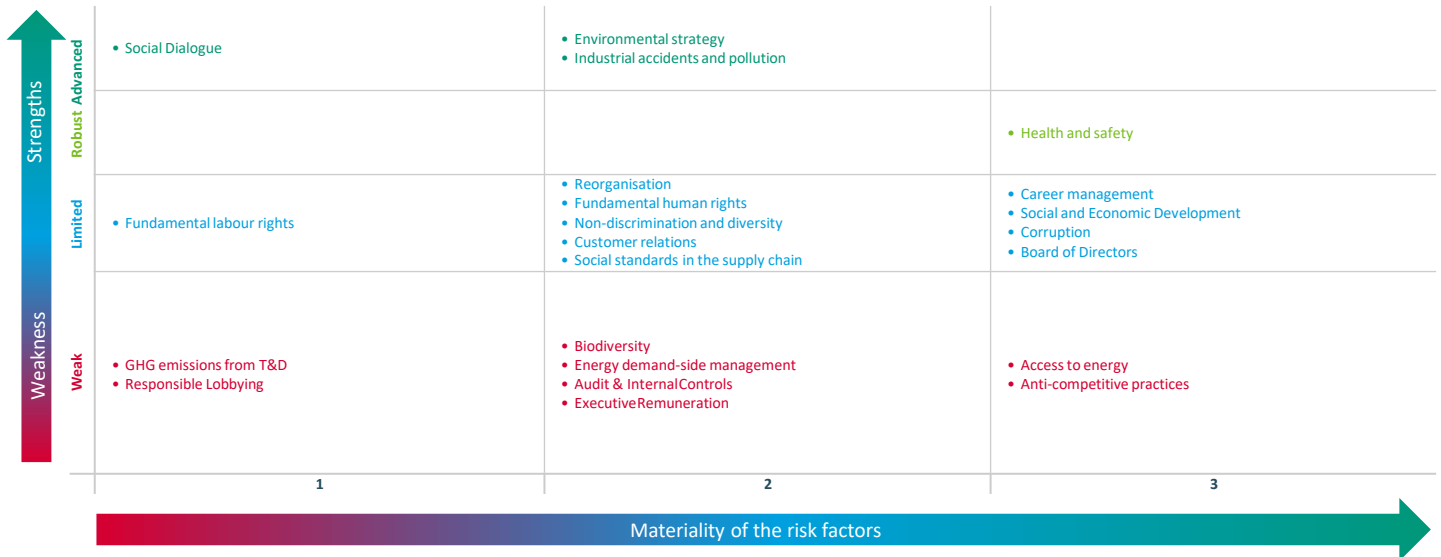 Strengths
Weakness
Advanced
• Social Dialogue
• Environmental strategy
• Industrial accidents and pollution
Robust
• Health and safety
Limited
• Fundamental labour rights
• Reorganisation
• Fundamental human rights
• Non-discrimination and diversity
• Customer relations
• Social standards in the supply chain
• Career management
• Social and Economic Development
• Corruption
• Board of Directors
Weak
• GHG emissions from T&D
• Responsible Lobbying
• Biodiversity
• Energy demand-side management
• Audit & InternalControls
• ExecutiveRemuneration
• Access to energy
• Anti-competitive practices
1
2
3
Materiality of the risk factors